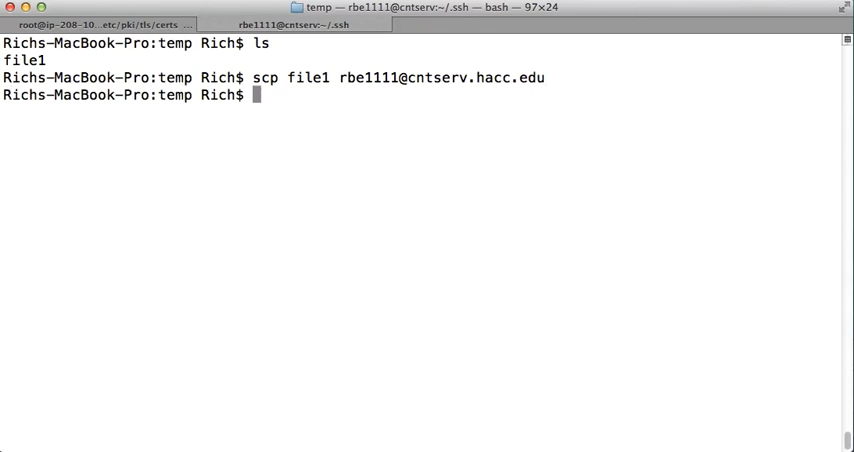 temp — rbe1111@cntserv:~/.ssh — bash — 97×24
root@ip-208-10...etc/pki/tls/certs ...
rbe1111@cntserv:~/.ssh
Richs-MacBook-Pro:temp Rich$ ls
file1
Richs-MacBook-Pro:temp Rich$ scp file1 rbe1111@cntserv.hacc.edu
Richs-MacBook-Pro:temp Rich$